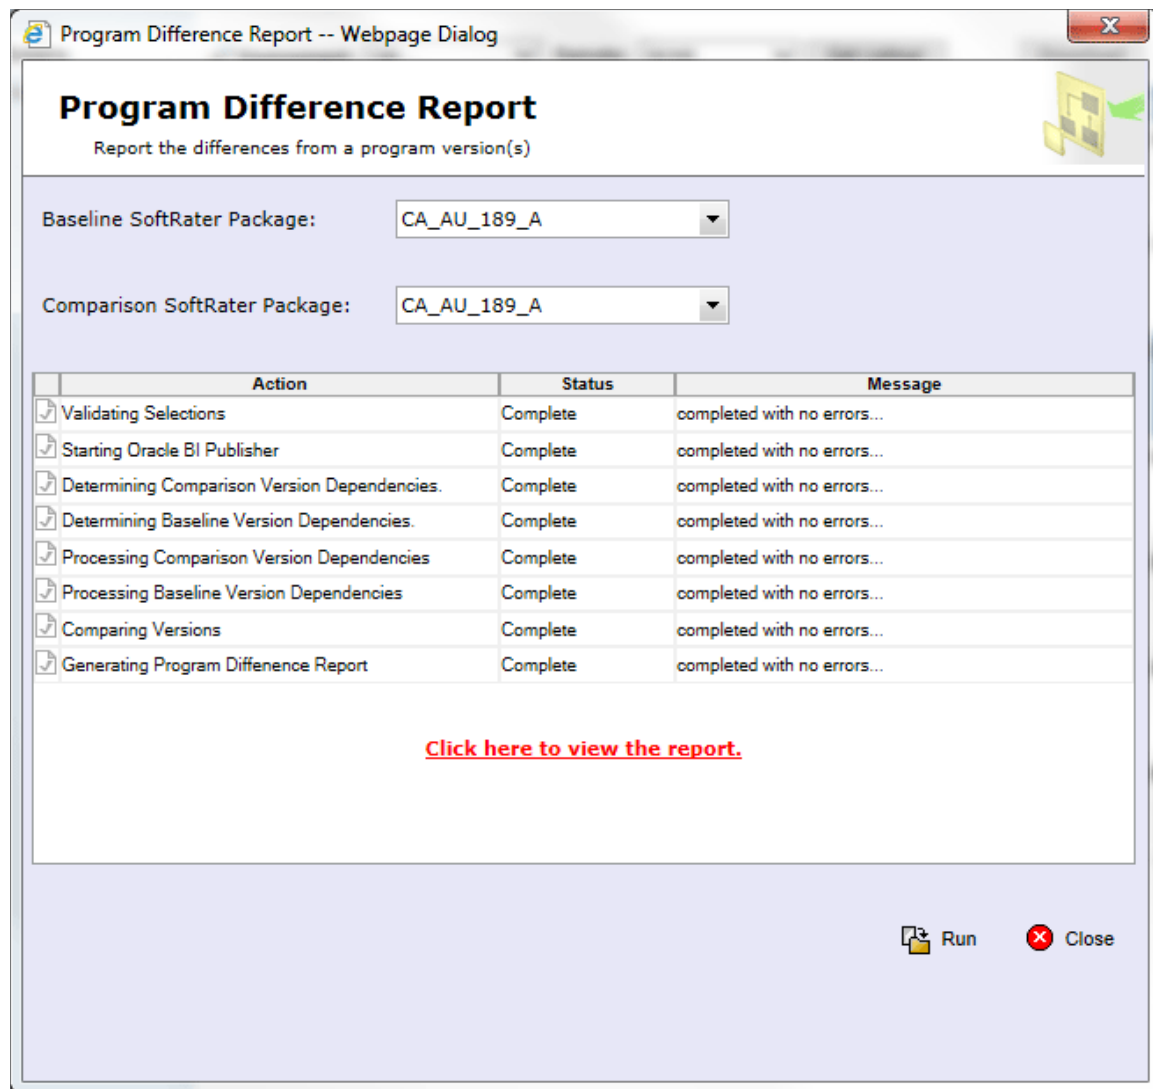 Program Difference Report -- Webpage Dialog
X
Program Difference Report
Report the differences from a program version(s)
Baseline SoftRater Package: CA_AU_189_A
Comparison SoftRater Package: CA_AU_189_A
Action Status Message
Validating Selections Complete completed with no errors...
Starting Oracle BI Publisher Complete completed with no errors...
Determining Comparison Version Dependencies. Complete completed with no errors...
Determining Baseline Version Dependencies. Complete completed with no errors...
Processing Comparison Version Dependencies Complete completed with no errors...
Processing Baseline Version Dependencies Complete completed with no errors...
Comparing Versions Complete completed with no errors...
Generating Program Diffenence Report Complete completed with no errors...
Click here to view the report.
Run Close